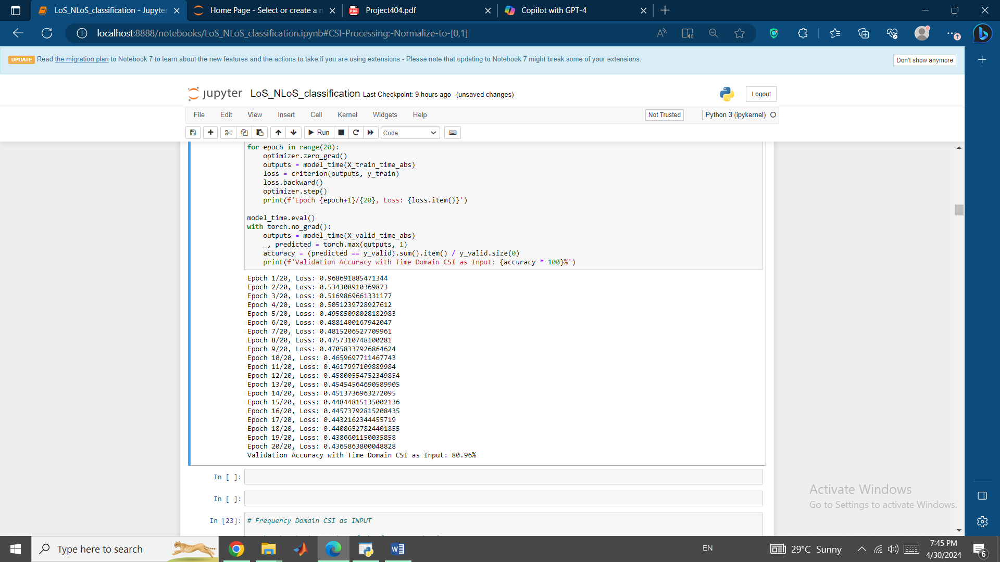 LoS_NLoS_classification - Jupyter
Home Page - Select or create a n
Project404.pdf
Copilot with GPT-4
localhost:8888/notebooks/LoS_NLoS_classification.ipynb#CSI-Processing:-Normalize-to-[0,1]
UPDATE Read the migration plan to Notebook 7 to learn about the new features and the actions to take if you are using extensions - Please note that updating to Notebook 7 might break some of your extensions.
Don't show anymore
jupyter LoS_NLoS_classification Last Checkpoint: 9 hours ago (unsaved changes)
Logout
File Edit View Insert Cell Kernel Widgets Help
Not Trusted
Python 3 (ipykernel)
Run
Code
for epoch in range(20):
    optimizer.zero_grad()
    outputs = model_time(X_train_time_abs)
    loss = criterion(outputs, y_train)
    loss.backward()
    optimizer.step()
    print(f'Epoch {epoch+1}/{20}, Loss: {loss.item()}')
model_time.eval()
with torch.no_grad():
    outputs = model_time(X_valid_time_abs)
    _, predicted = torch.max(outputs, 1)
    accuracy = (predicted == y_valid).sum().item() / y_valid.size(0)
    print(f'Validation Accuracy with Time Domain CSI as Input: {accuracy * 100}%')
Epoch 1/20, Loss: 0.968691885471344
Epoch 2/20, Loss: 0.534308910369873
Epoch 3/20, Loss: 0.5169869661331177
Epoch 4/20, Loss: 0.5051239728927612
Epoch 5/20, Loss: 0.49585098028182983
Epoch 6/20, Loss: 0.4881400167942047
Epoch 7/20, Loss: 0.4815206527709961
Epoch 8/20, Loss: 0.4757310748100281
Epoch 9/20, Loss: 0.47058337926864624
Epoch 10/20, Loss: 0.4659697711467743
Epoch 11/20, Loss: 0.4617997109889984
Epoch 12/20, Loss: 0.45800554752349854
Epoch 13/20, Loss: 0.45454564690589905
Epoch 14/20, Loss: 0.4513736963272095
Epoch 15/20, Loss: 0.44844815135002136
Epoch 16/20, Loss: 0.44573792815208435
Epoch 17/20, Loss: 0.4432162344455719
Epoch 18/20, Loss: 0.44086527824401855
Epoch 19/20, Loss: 0.4386601150035858
Epoch 20/20, Loss: 0.4365863800048828
Validation Accuracy with Time Domain CSI as Input: 80.96%
In [ ]:
In [ ]:
In [23]: # Frequency Domain CSI as INPUT
Activate Windows
Go to Settings to activate Windows.
Type here to search
EN
29°C Sunny
7:45 PM
4/30/2024
6